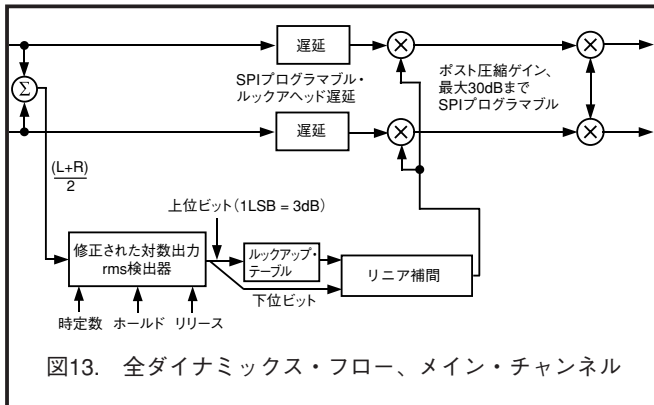 遅延
SPIプログラマブル・
ルックアヘッド遅延
ポスト圧縮ゲイン、
最大30dBまで
SPIプログラマブル
Σ
遅延
(L+R)
2
上位ビット(1LSB = 3dB)
修正された対数出力
rms検出器
ルックアップ・
テーブル
リニア補間
下位ビット
時定数 ホールド リリース
図13. 全ダイナミックス・フロー、メイン・チャンネル